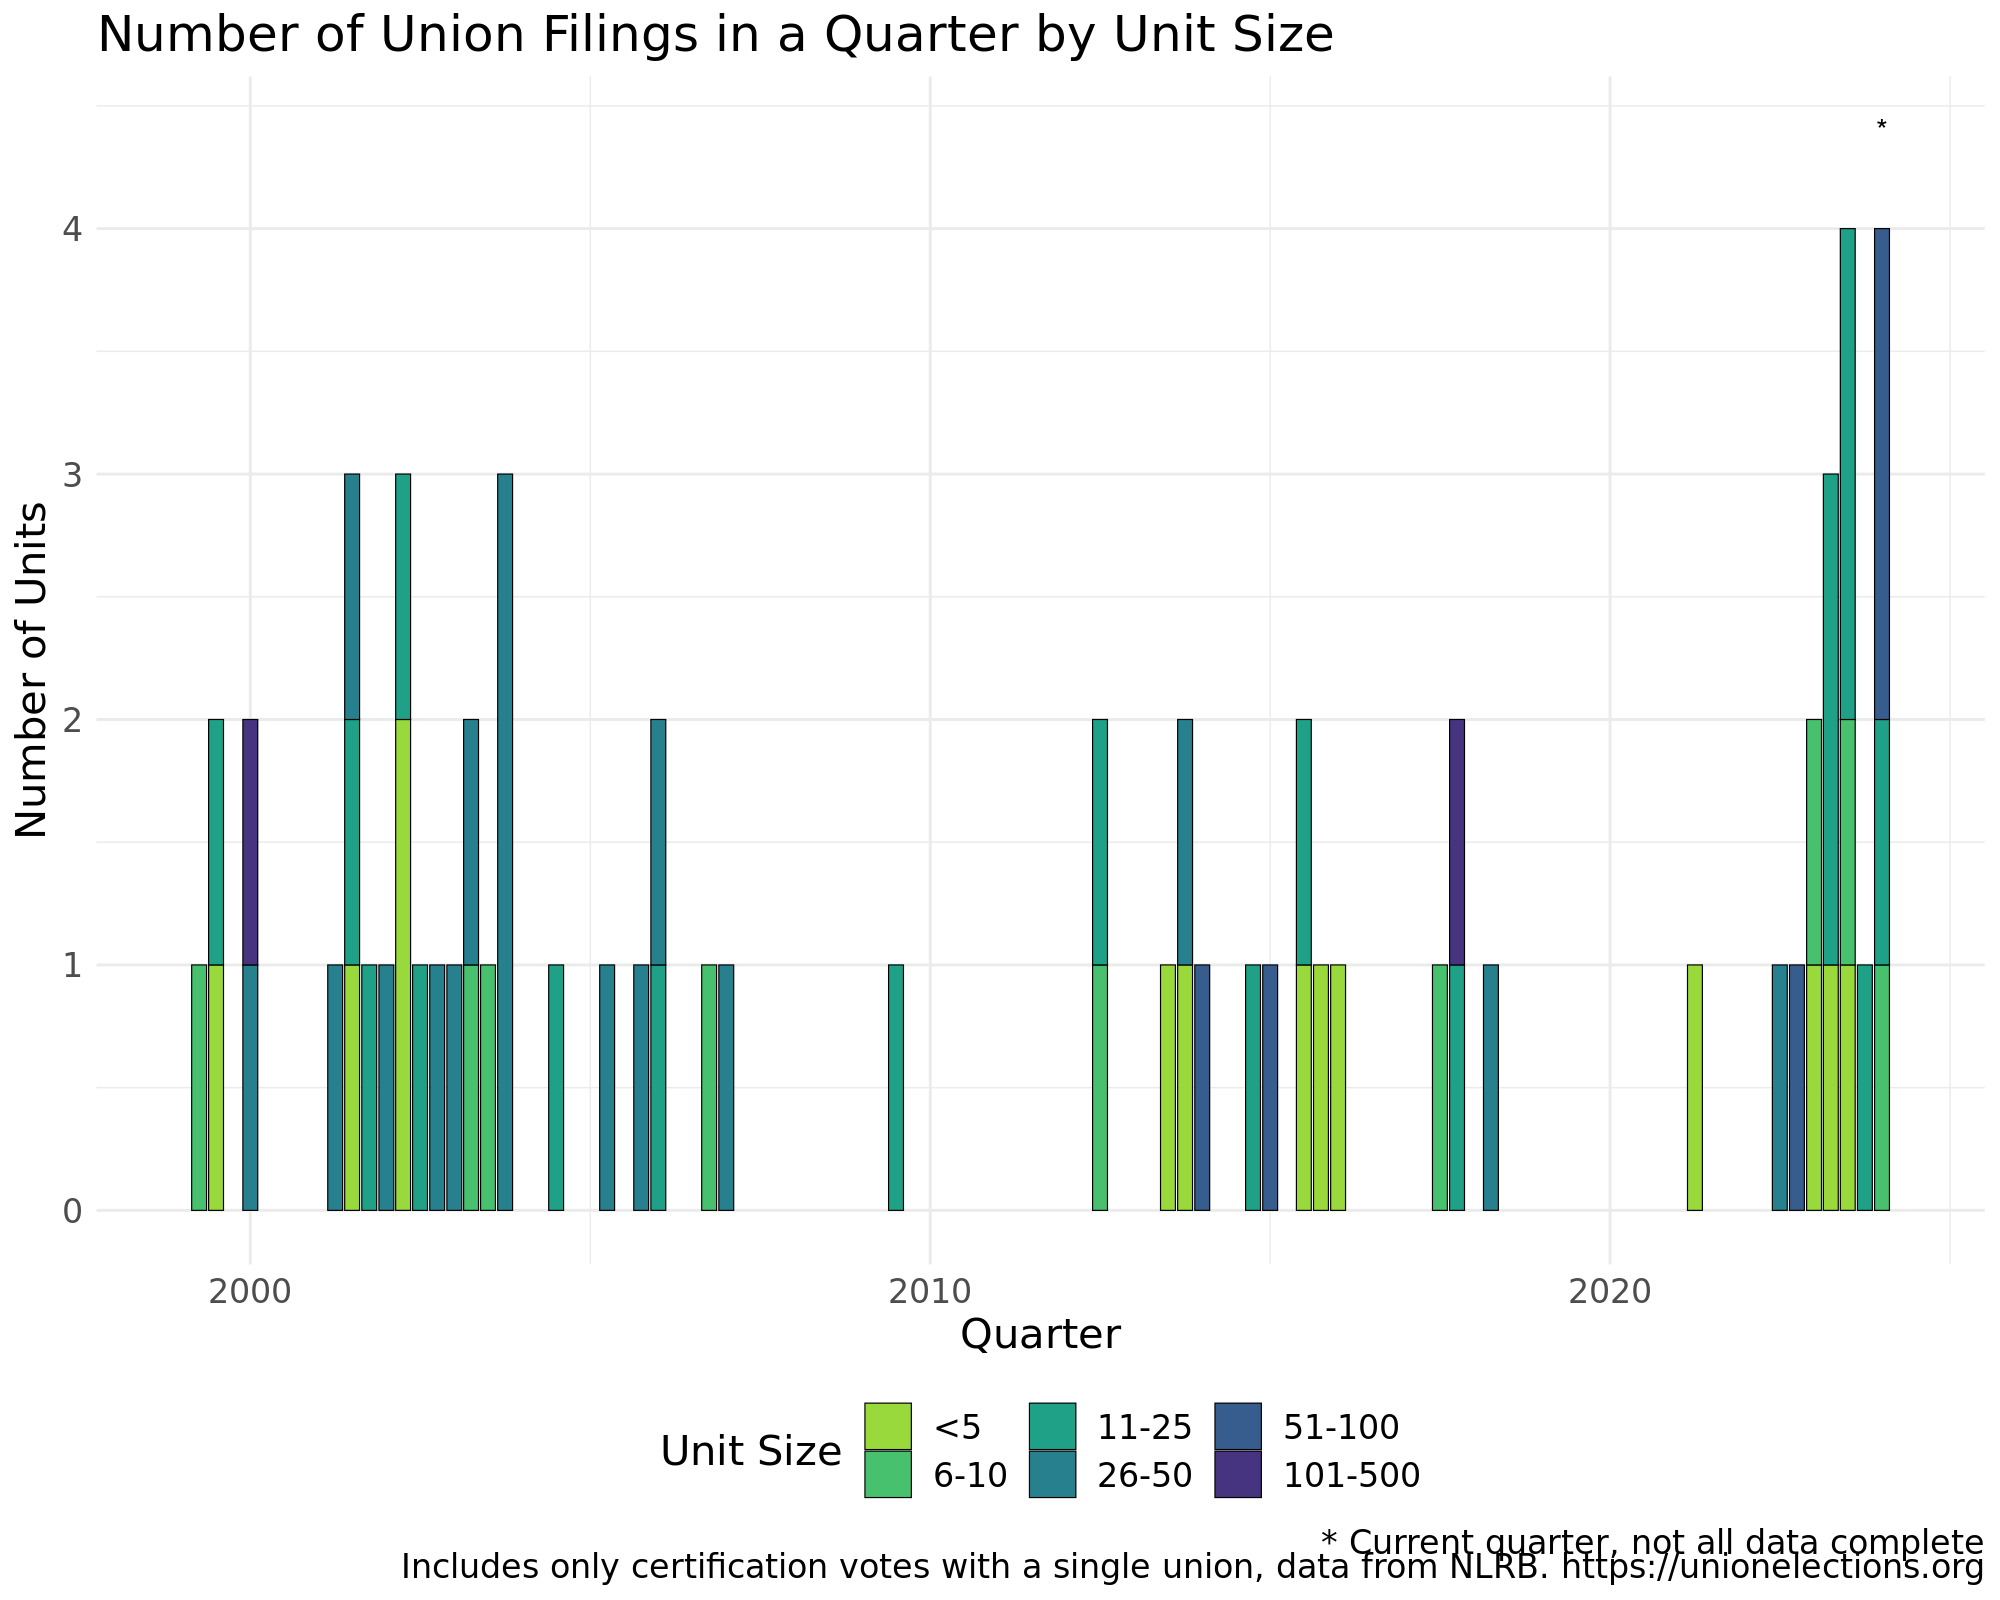 Number of Union Filings in a Quarter by Unit Size
*
4
3
2
1
0
Number of Units
2000 2010 2020
Quarter
Unit Size
<5 11-25 51-100
6-10 26-50 101-500
* Current quarter, not all data complete
Includes only certification votes with a single union, data from NLRB. https://unionelections.org